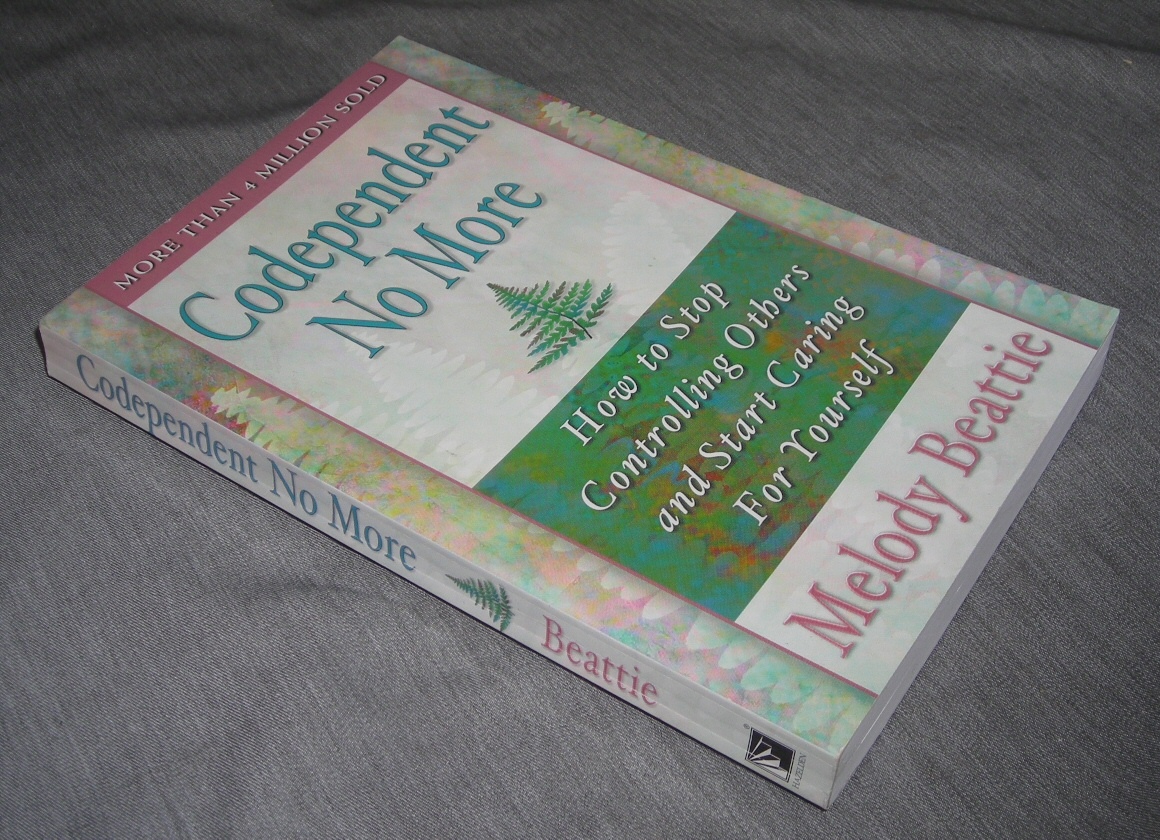 MORE THAN 4 MILLION SOLD
Codependent
No More
How to Stop
Controlling Others
and Start Caring
For Yourself
Melody Beattie
Codependent No More
Beattie
®
HAZELDEN